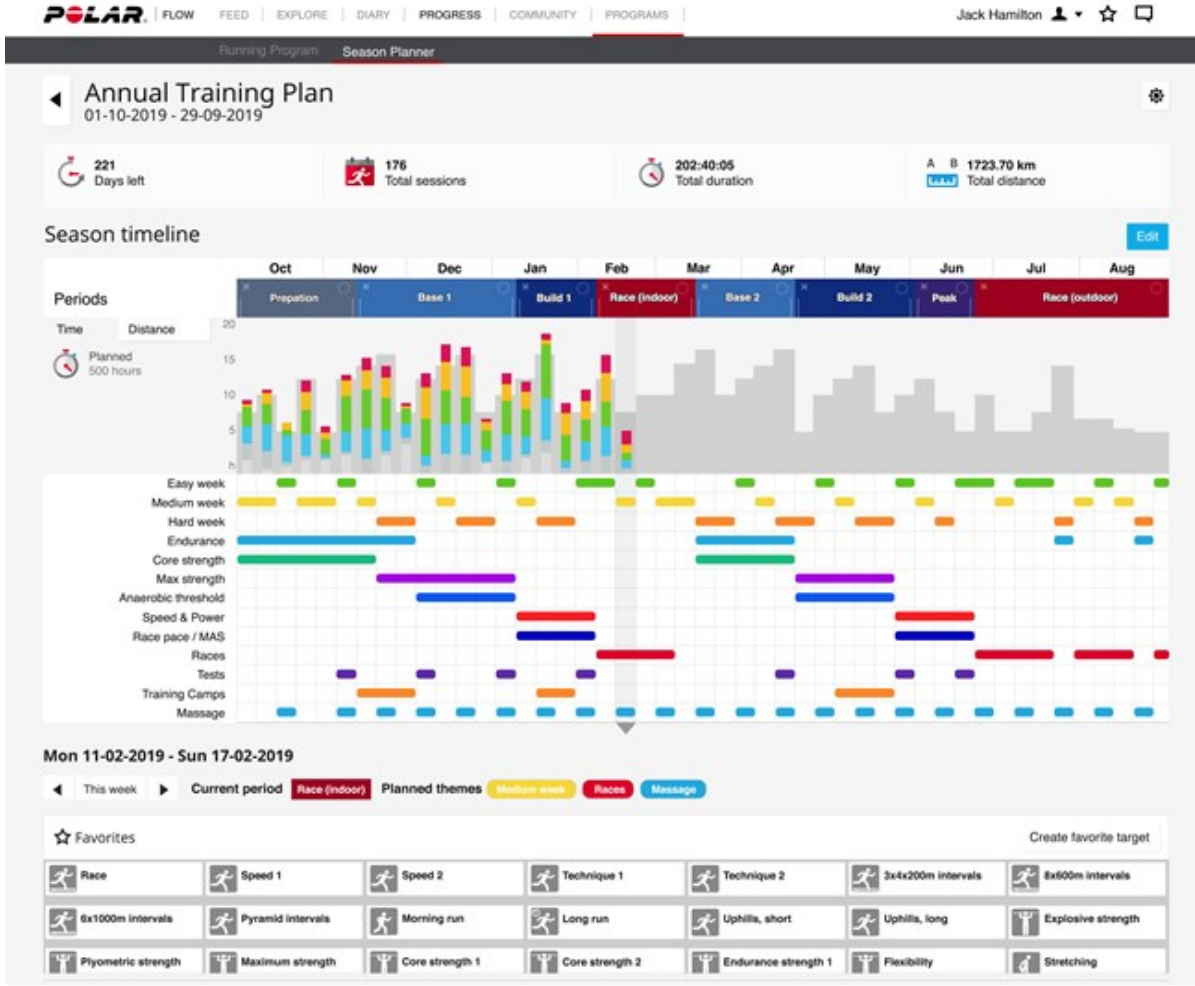 POLAR. FLOW FEED EXPLORE DIARY PROGRESS COMMUNITY PROGRAMS Jack Hamilton
Running Program Season Planner
Annual Training Plan
01-10-2019 - 29-09-2019
221 Days left
176 Total sessions
202:40:05 Total duration
A B 1723.70 km Total distance
Season timeline
Edit
Oct Nov Dec Jan Feb Mar Apr May Jun Jul Aug
Periods Prepation Base 1 Build 1 Race (indoor) Base 2 Build 2 Peak Race (outdoor)
Time Distance
Planned
500 hours
20
15
10
5
h
Easy week
Medium week
Hard week
Endurance
Core strength
Max strength
Anaerobic threshold
Speed & Power
Race pace / MAS
Races
Tests
Training Camps
Massage
Mon 11-02-2019 - Sun 17-02-2019
This week Current period Race (indoor) Planned themes Medium week Races Massage
Favorites Create favorite target
Race Speed 1 Speed 2 Technique 1 Technique 2 3x4x200m intervals 8x600m intervals
6x1000m intervals Pyramid intervals Morning run Long run Uphills, short Uphills, long Explosive strength
Plyometric strength Maximum strength Core strength 1 Core strength 2 Endurance strength 1 Flexibility Stretching